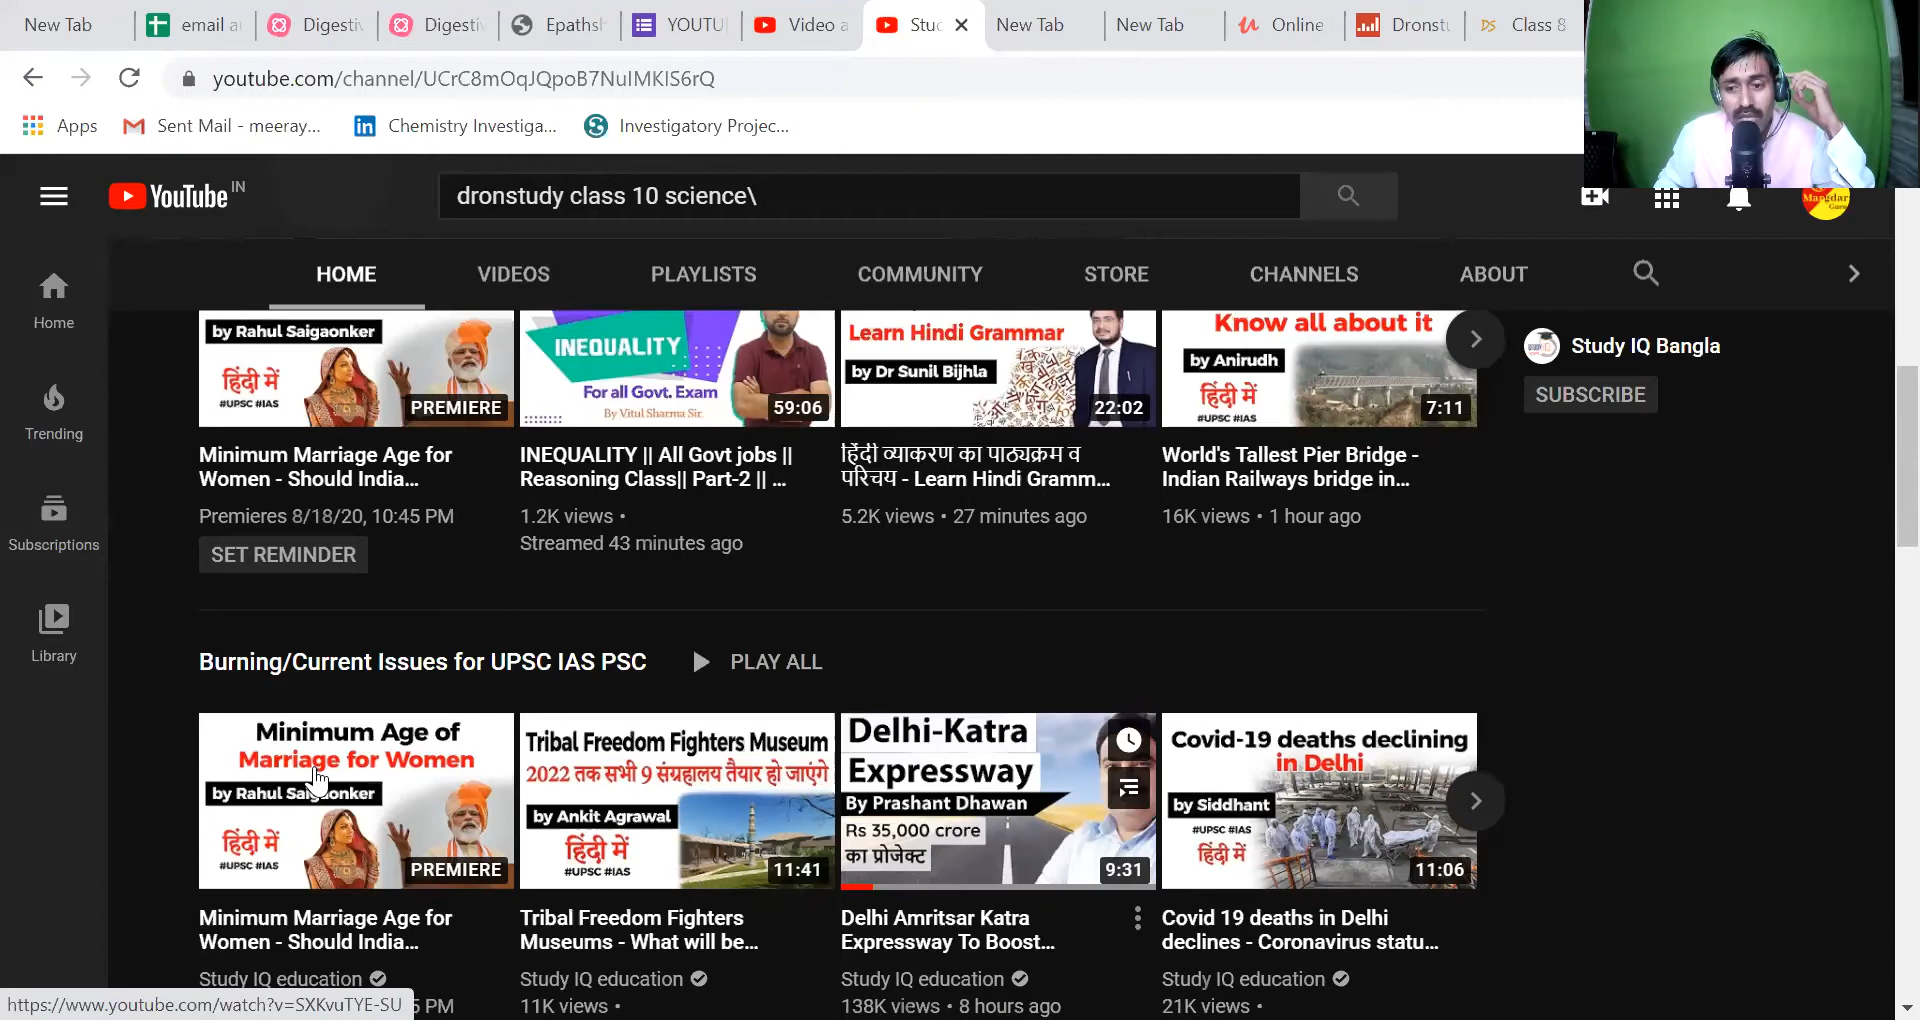 New Tab
email a
Digestiv
Digestiv
Epathsh
YOUTU
Video a
Stud
New Tab
New Tab
Online
Dronstu
Class 8
youtube.com/channel/UCrC8mOqJQpoB7NuIMKIS6rQ
Apps
Sent Mail - meeray...
Chemistry Investiga...
Investigatory Projec...
YouTube IN
dronstudy class 10 science\
HOME
VIDEOS
PLAYLISTS
COMMUNITY
STORE
CHANNELS
ABOUT
Home
Trending
Subscriptions
Library
by Rahul Saigaonker
हिंदी में
#UPSC #IAS
PREMIERE
Minimum Marriage Age for
Women - Should India...
Premieres 8/18/20, 10:45 PM
SET REMINDER
INEQUALITY
For all Govt. Exam
By Vitul Sharma Sir.
59:06
INEQUALITY || All Govt jobs ||
Reasoning Class|| Part-2 || ...
1.2K views •
Streamed 43 minutes ago
Learn Hindi Grammar
by Dr Sunil Bijhla
22:02
हिंदी व्याकरण का पाठ्यक्रम व
परिचय - Learn Hindi Gramm...
5.2K views • 27 minutes ago
Know all about it
by Anirudh
हिंदी में
#UPSC #IAS
7:11
World's Tallest Pier Bridge -
Indian Railways bridge in...
16K views • 1 hour ago
Study IQ Bangla
SUBSCRIBE
Burning/Current Issues for UPSC IAS PSC
PLAY ALL
Minimum Age of
Marriage for Women
by Rahul Saigaonker
हिंदी में
#UPSC #IAS
PREMIERE
Minimum Marriage Age for
Women - Should India...
Study IQ education
5 PM
Tribal Freedom Fighters Museum
2022 तक सभी 9 संग्रहालय तैयार हो जाएंगे
by Ankit Agrawal
हिंदी में
#UPSC #IAS
11:41
Tribal Freedom Fighters
Museums - What will be...
Study IQ education
11K views •
Delhi-Katra
Expressway
By Prashant Dhawan
Rs 35,000 crore
का प्रोजेक्ट
9:31
Delhi Amritsar Katra
Expressway To Boost...
Study IQ education
138K views • 8 hours ago
Covid-19 deaths declining
in Delhi
by Siddhant
#UPSC #IAS
हिंदी में
11:06
Covid 19 deaths in Delhi
declines - Coronavirus statu...
Study IQ education
21K views •
https://www.youtube.com/watch?v=SXKvuTYE-SU